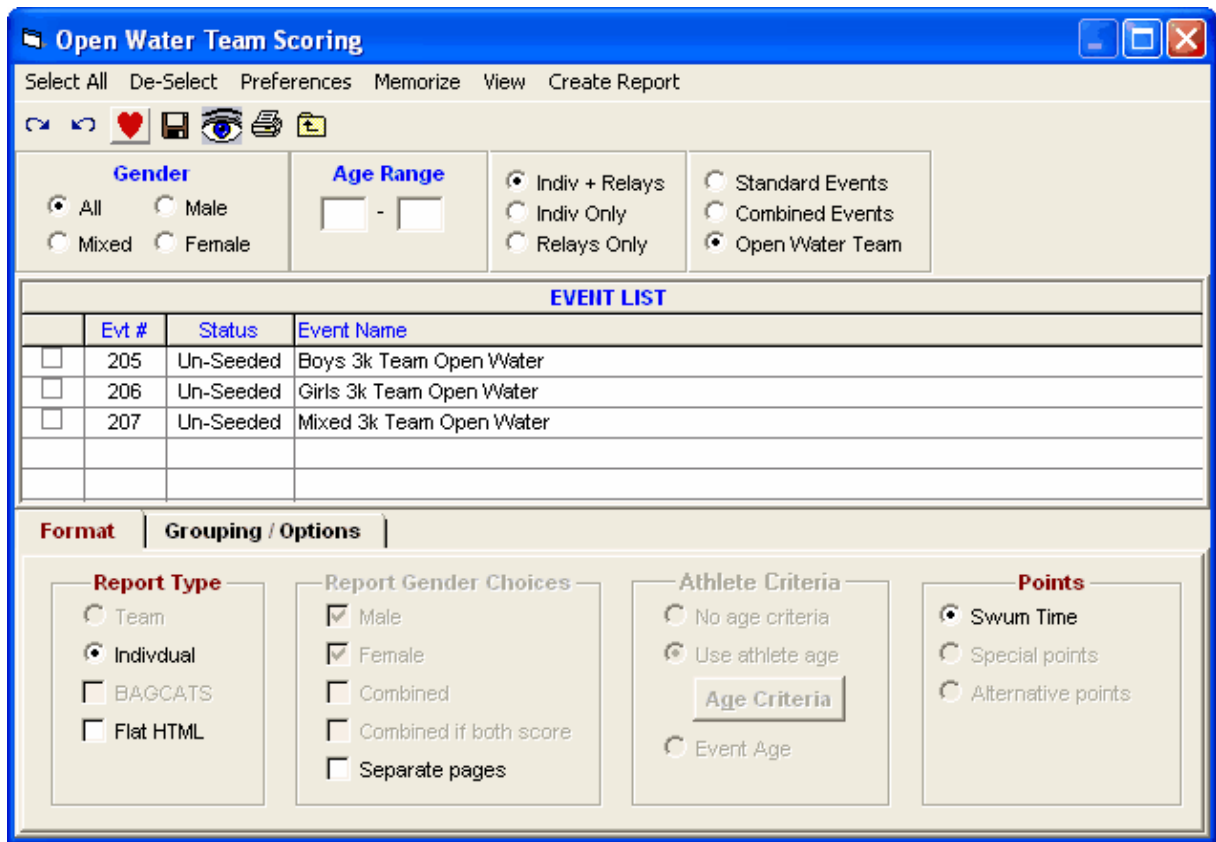 Open Water Team Scoring
Select All De-Select Preferences Memorize View Create Report
Gender
All Male
Mixed Female
Age Range
-
Indiv + Relays
Indiv Only
Relays Only
Standard Events
Combined Events
Open Water Team
EVENT LIST
Evt # Status Event Name
205 Un-Seeded Boys 3k Team Open Water
206 Un-Seeded Girls 3k Team Open Water
207 Un-Seeded Mixed 3k Team Open Water
Format Grouping / Options
Report Type
Team
Indivdual
BAGCATS
Flat HTML
Report Gender Choices
Male
Female
Combined
Combined if both score
Separate pages
Athlete Criteria
No age criteria
Use athlete age
Age Criteria
Event Age
Points
Swum Time
Special points
Alternative points